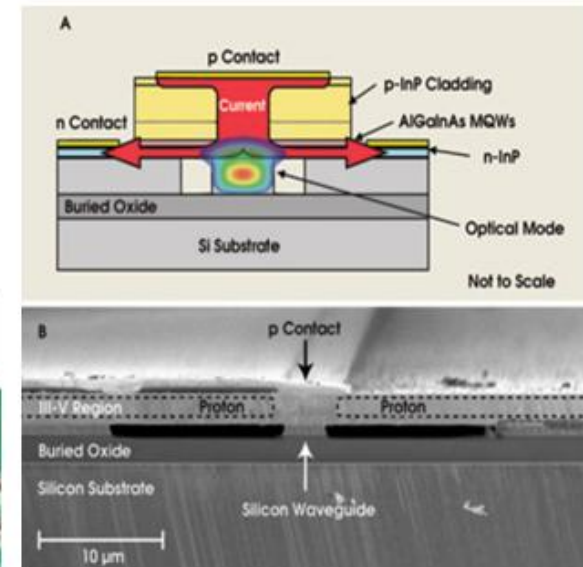 A
p Contact
Current
p-InP Cladding
AlGaInAs MQWs
n Contact
n-InP
Optical Mode
Buried Oxide
Si Substrate
Not to Scale
B
p Contact
III-V Region
Proton
Proton
Buried Oxide
Silicon Substrate
Silicon Waveguide
10 µm